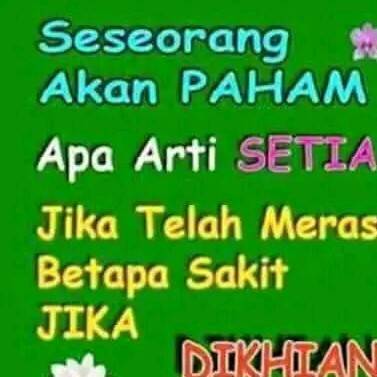 Seseorang
Akan PAHAM
Apa Arti SETIA
Jika Telah Meras
Betapa Sakit
JIKA
DIKHIAN